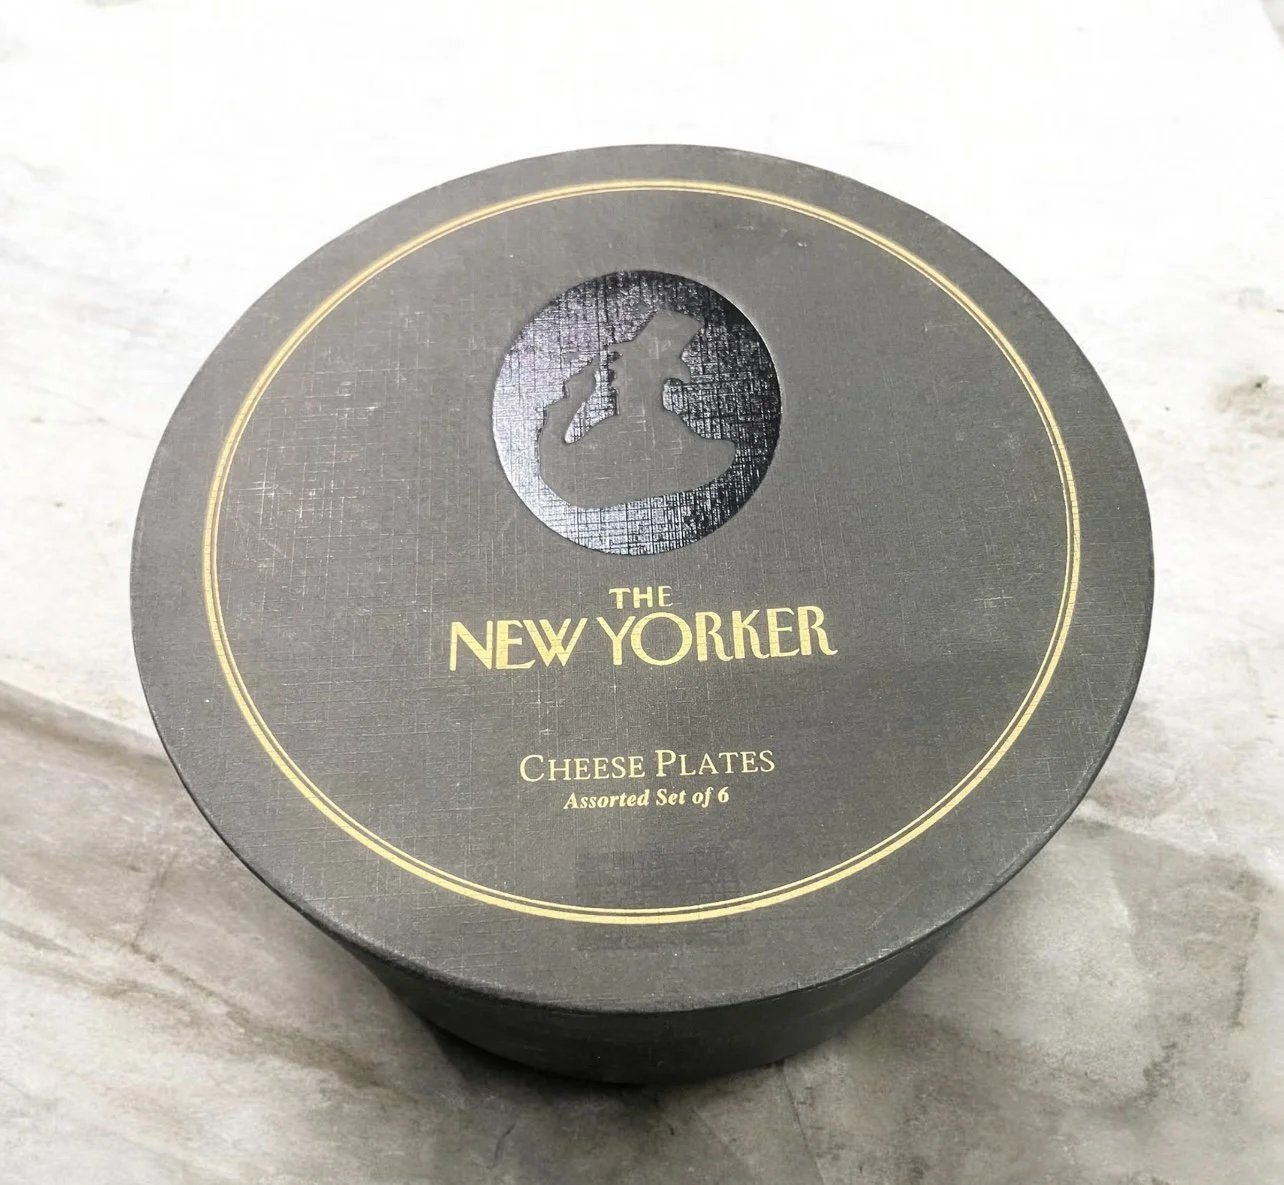 THE
NEW YORKER
CHEESE PLATES
Assorted Set of 6